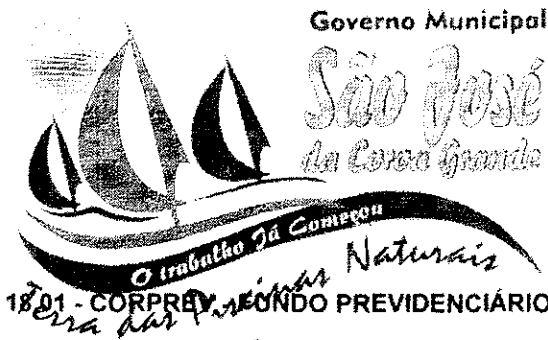 Governo Municipal
São José
da Coroa Grande
O trabalho Já Começou
Terra das Piscinas Naturais
18.01 - CORPREV - FUNDO PREVIDENCIÁRIO